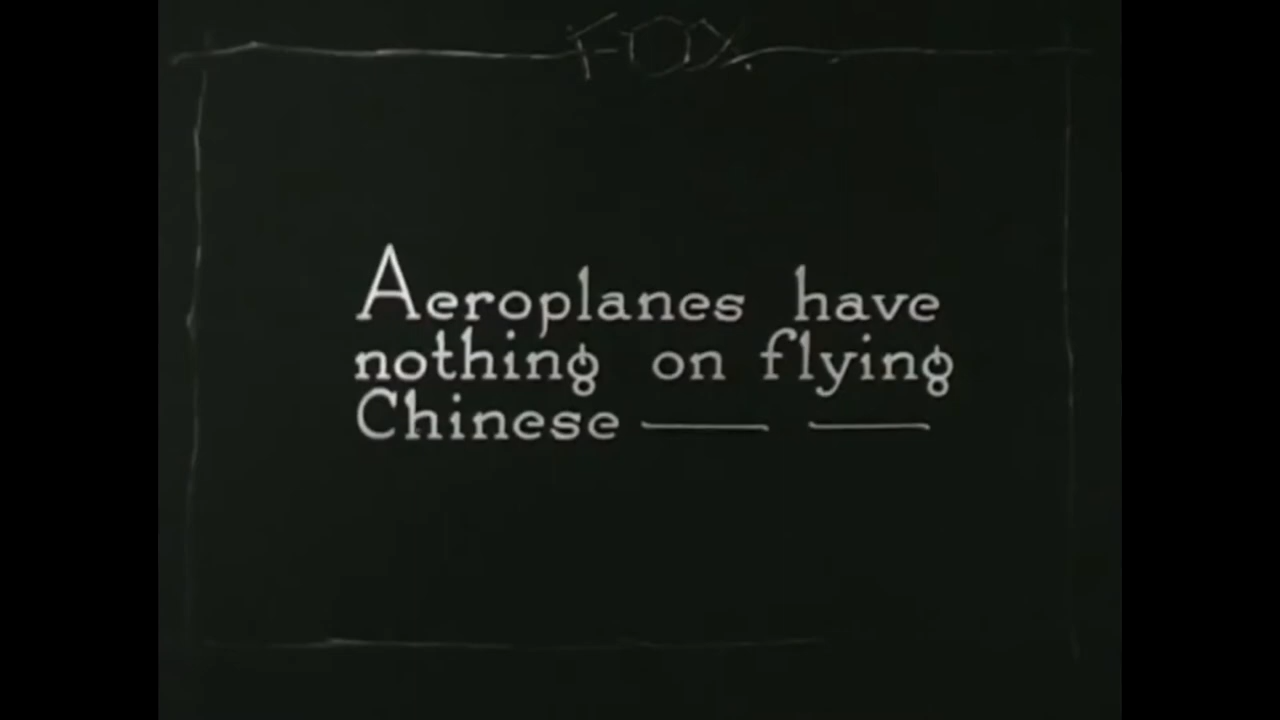 FOX
Aeroplanes have
nothing on flying
Chinese — —